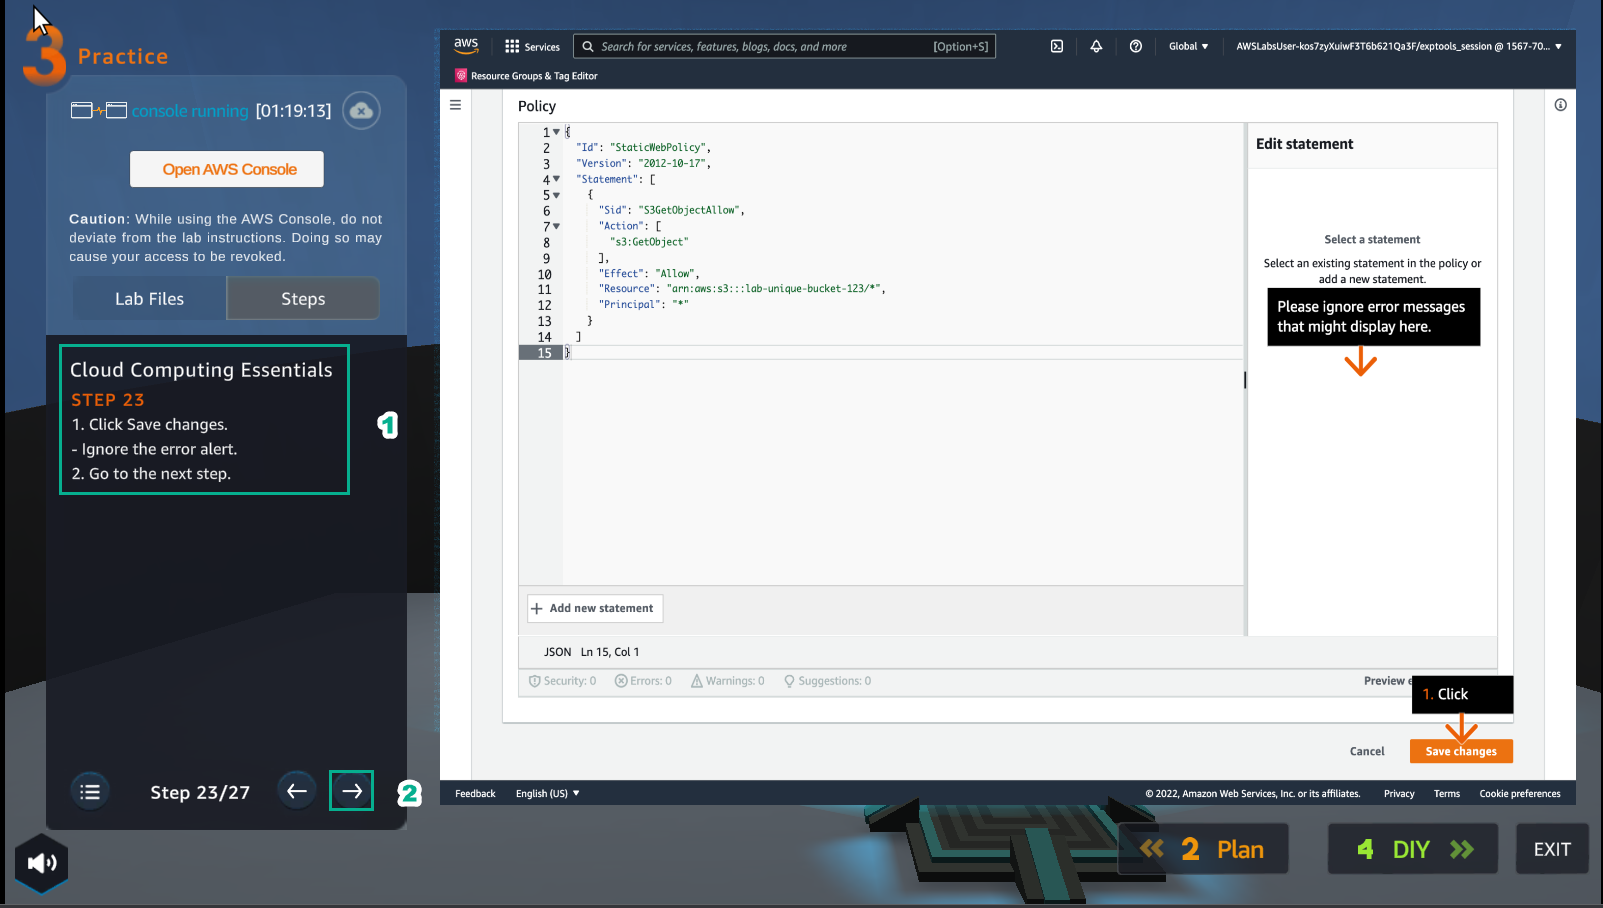 3 Practice
console running [01:19:13]
Open AWS Console
Caution: While using the AWS Console, do not
deviate from the lab instructions. Doing so may
cause your access to be revoked.
Lab Files Steps
Cloud Computing Essentials
STEP 23
1. Click Save changes.
- Ignore the error alert.
2. Go to the next step.
1
Step 23/27
2
aws Services Search for services, features, blogs, docs, and more [Option+S] Global AWSLabsUser-kos7zyXuiwF3T6b621Qa3F/exptools_session @ 1567-70...
Resource Groups & Tag Editor
Policy
1 {
2 "Id": "StaticWebPolicy",
3 "Version": "2012-10-17",
4 "Statement": [
5 {
6 "Sid": "S3GetObjectAllow",
7 "Action": [
8 "s3:GetObject"
9 ],
10 "Effect": "Allow",
11 "Resource": "arn:aws:s3:::lab-unique-bucket-123/*",
12 "Principal": "*"
13 }
14 ]
15 }
Edit statement
Select a statement
Select an existing statement in the policy or
add a new statement.
Please ignore error messages
that might display here.
+ Add new statement
JSON Ln 15, Col 1
Security: 0 Errors: 0 Warnings: 0 Suggestions: 0
Preview e
1. Click
Cancel Save changes
Feedback English (US) © 2022, Amazon Web Services, Inc. or its affiliates. Privacy Terms Cookie preferences
2 Plan 4 DIY EXIT